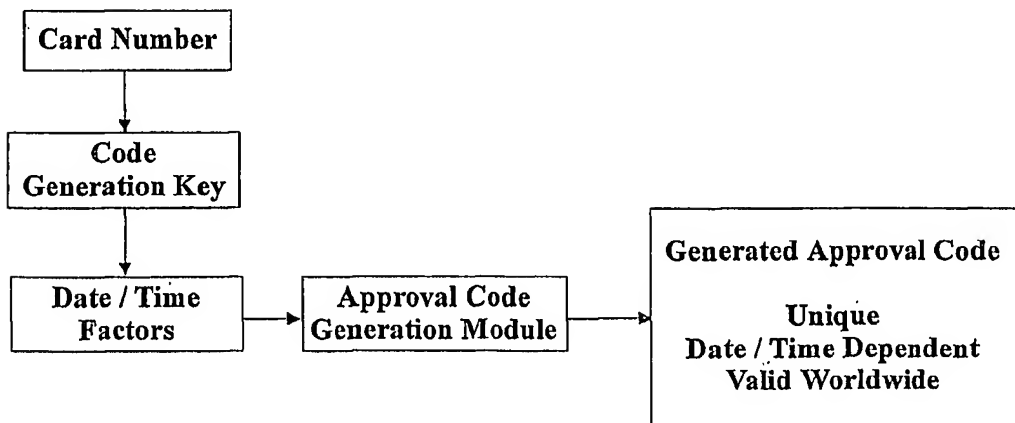 Card Number
Code
Generation Key
Date / Time
Factors
Approval Code
Generation Module
Generated Approval Code
Unique
Date / Time Dependent
Valid Worldwide